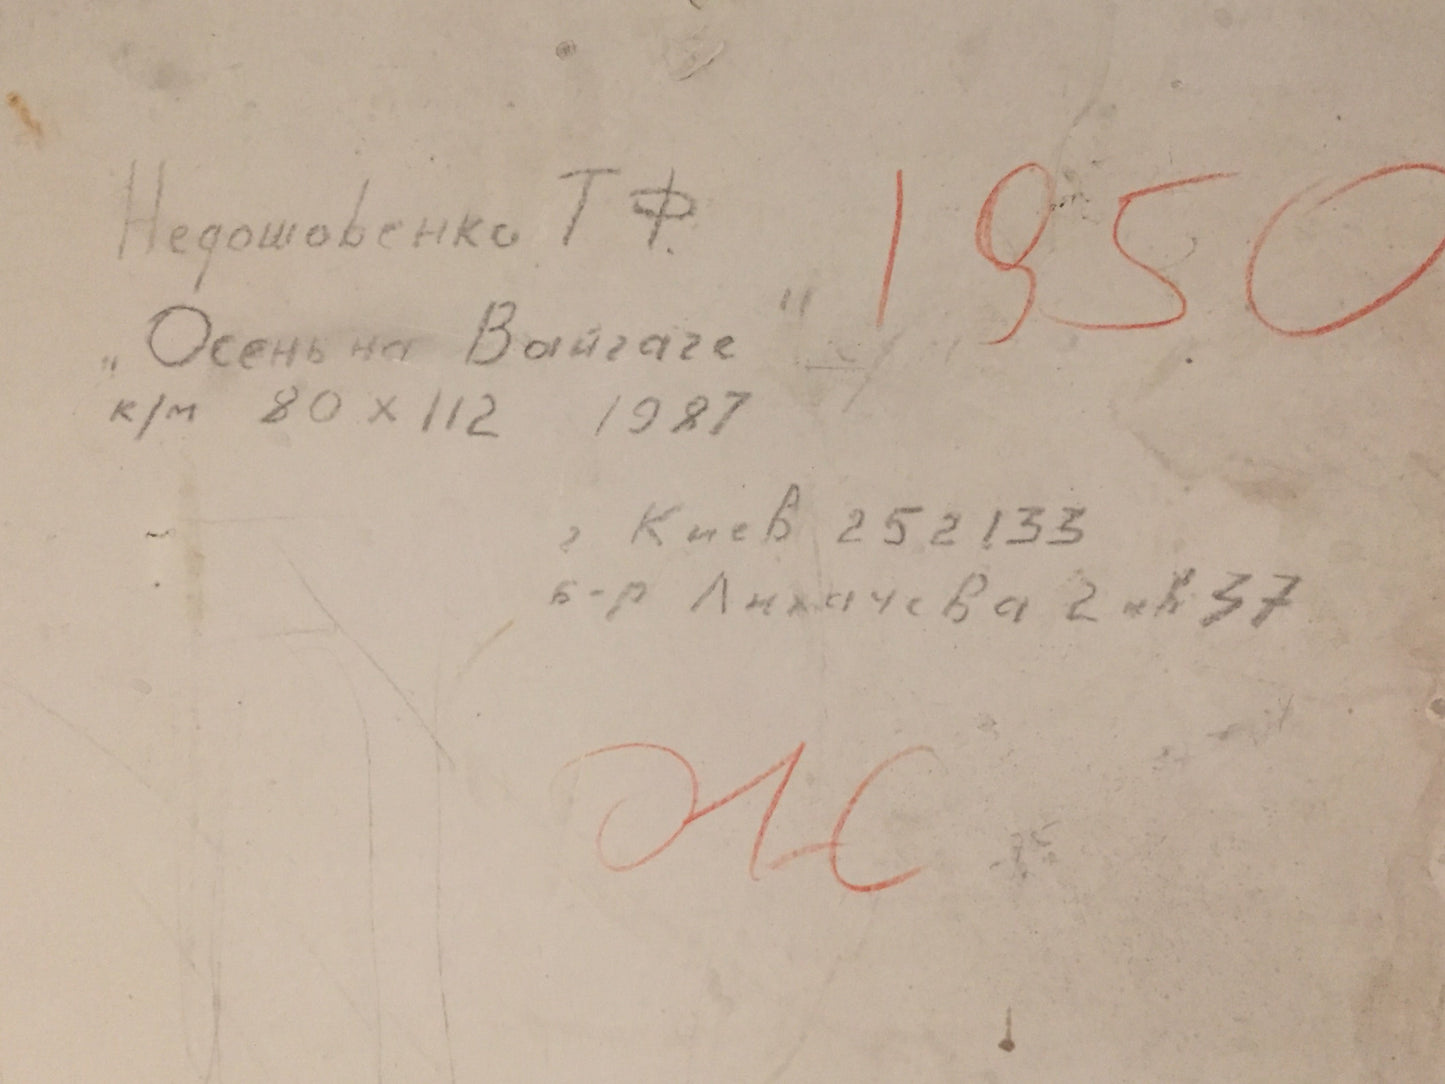 Недошовенко Т Ф.
1950
„Осень на Вайгаче"
к/м 80 х 112 1987
г Киев 252133
б-р Лихачева 2 кв 37